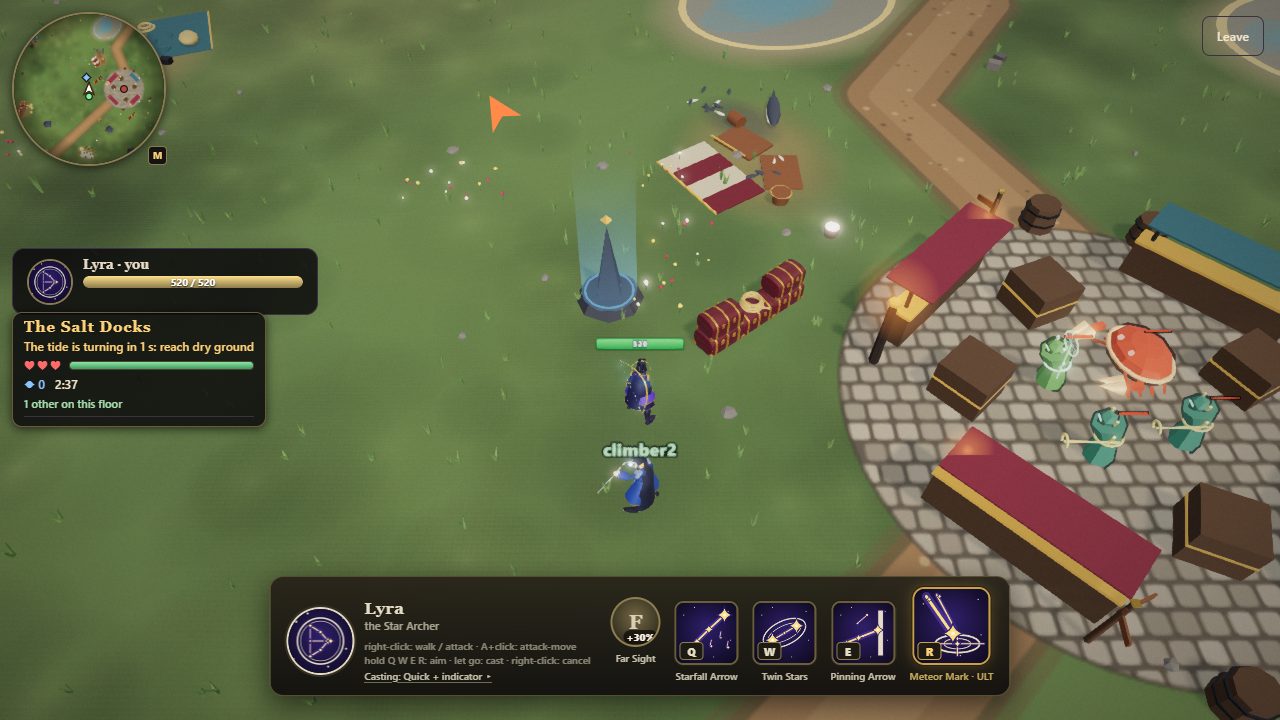 Leave
M
Lyra · you
520 / 520
The Salt Docks
The tide is turning in 1 s: reach dry ground
0 2:37
1 other on this floor
520
climber2
Lyra
the Star Archer
right-click: walk / attack · A+click: attack-move
hold Q W E R: aim · let go: cast · right-click: cancel
Casting: Quick + indicator ▸
F
+30%
Far Sight
Q
Starfall Arrow
W
Twin Stars
E
Pinning Arrow
R
Meteor Mark · ULT